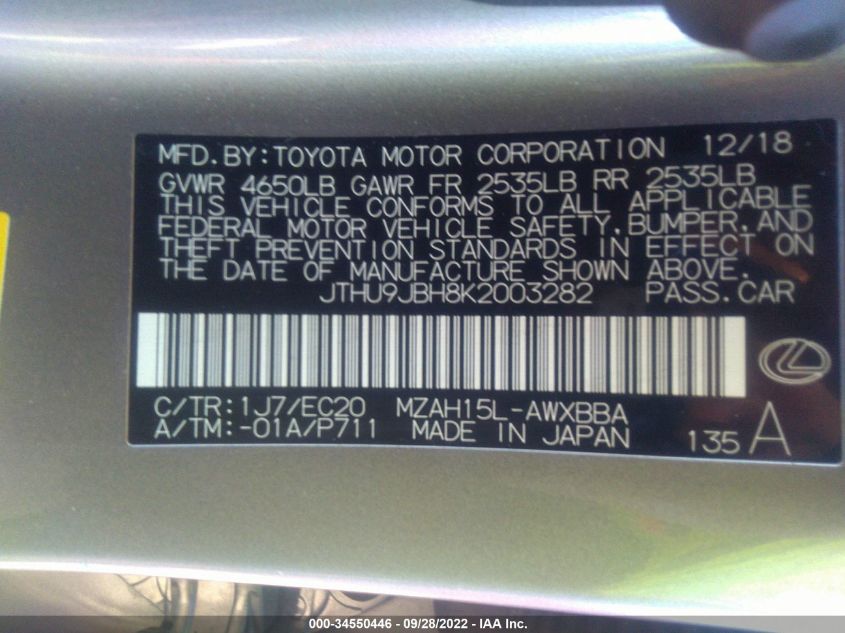 MFD.BY:TOYOTA MOTOR CORPORATION 12/18
GVWR 4650LB GAWR FR 2535LB RR 2535LB
THIS VEHICLE CONFORMS TO ALL APPLICABLE
FEDERAL MOTOR VEHICLE SAFETY,BUMPER,AND
THEFT PREVENTION STANDARDS IN EFFECT ON
THE DATE OF MANUFACTURE SHOWN ABOVE.
JTHU9JBH8K2003282 PASS.CAR
C/TR:1J7/EC20 MZAH15L-AWXBBA
A/TM:-01A/P711 MADE IN JAPAN 135 A
000-34550446 - 09/28/2022 - IAA Inc.